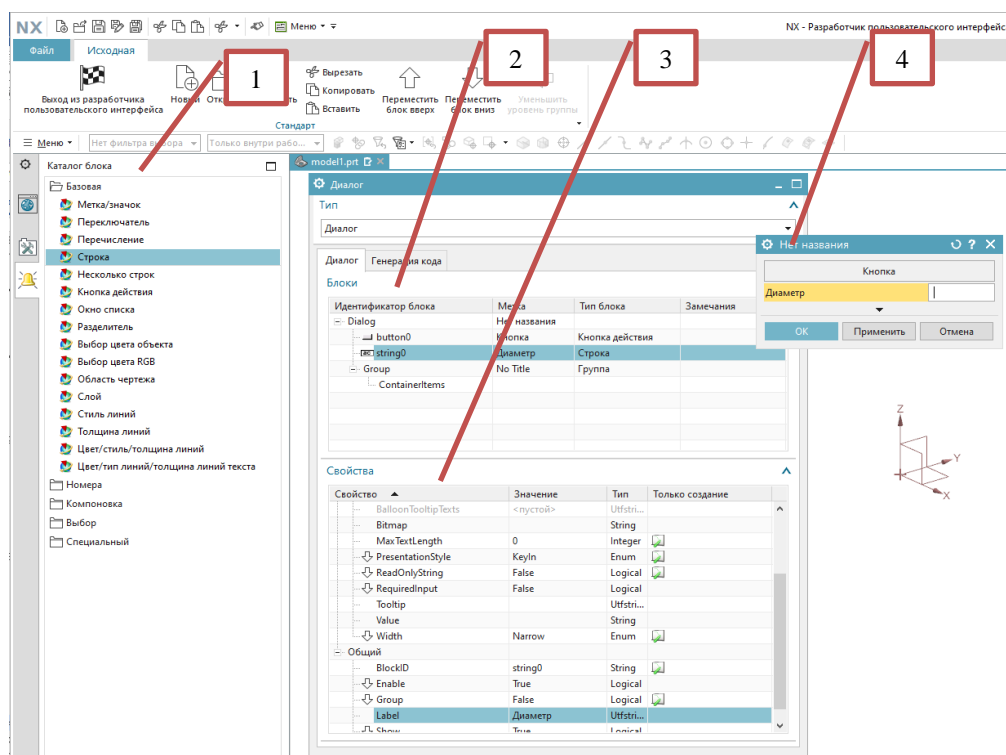 NX Меню NX - Разработчик пользовательского интерфейс
Файл Исходная
Выход из разработчика пользовательского интерфейса
Новый
Вырезать
Копировать
Вставить
Переместить блок вверх
Переместить блок вниз
Уменьшить уровень группы
Стандарт
1
2
3
4
Меню Нет фильтра выбора Только внутри рабо...
Каталог блока
Базовая
Метка/значок
Переключатель
Перечисление
Строка
Несколько строк
Кнопка действия
Окно списка
Разделитель
Выбор цвета объекта
Выбор цвета RGB
Область чертежа
Слой
Стиль линий
Толщина линий
Цвет/стиль/толщина линий
Цвет/тип линий/толщина линий текста
Номера
Компоновка
Выбор
Специальный
model1.prt
Диалог
Тип
Диалог
Диалог Генерация кода
Блоки
Идентификатор блока Метка Тип блока Замечания
Dialog Нет названия
button0 Кнопка Кнопка действия
string0 Диаметр Строка
Group No Title Группа
ContainerItems
Свойства
Свойство Значение Тип Только создание
BalloonTooltipTexts <пустой> Utfstri...
Bitmap String
MaxTextLength 0 Integer
PresentationStyle KeyIn Enum
ReadOnlyString False Logical
RequiredInput False Logical
Tooltip Utfstri...
Value String
Width Narrow Enum
Общий
BlockID string0 String
Enable True Logical
Group False Logical
Label Диаметр Utfstri...
Show True Logical
Нет названия
Кнопка
Диаметр
ОК Применить Отмена
Z
Y
X